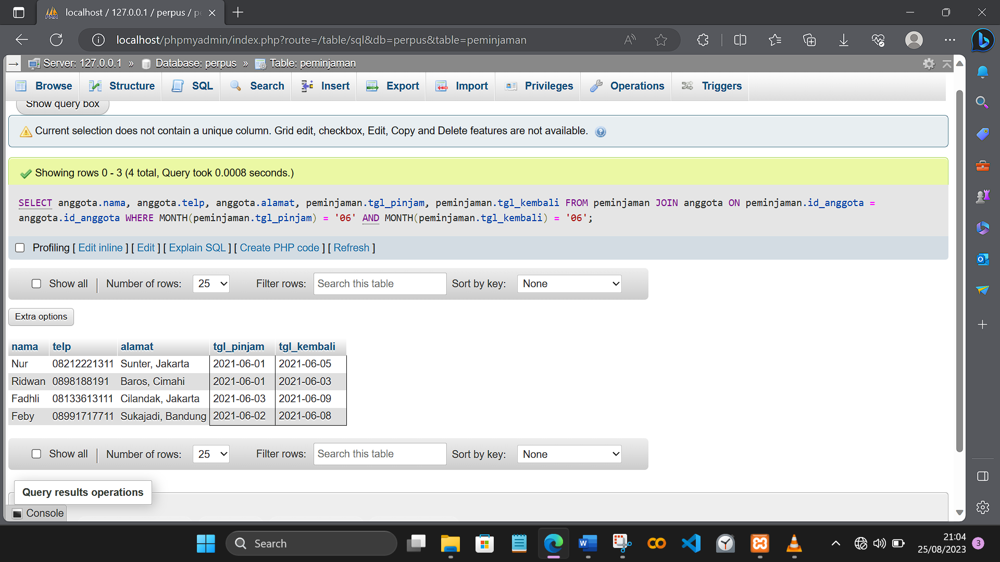 localhost / 127.0.0.1 / perpus / pe
localhost/phpmyadmin/index.php?route=/table/sql&db=perpus&table=peminjaman
Server: 127.0.0.1 » Database: perpus » Table: peminjaman
Browse Structure SQL Search Insert Export Import Privileges Operations Triggers
Show query box
Current selection does not contain a unique column. Grid edit, checkbox, Edit, Copy and Delete features are not available.
Showing rows 0 - 3 (4 total, Query took 0.0008 seconds.)
SELECT anggota.nama, anggota.telp, anggota.alamat, peminjaman.tgl_pinjam, peminjaman.tgl_kembali FROM peminjaman JOIN anggota ON peminjaman.id_anggota =
anggota.id_anggota WHERE MONTH(peminjaman.tgl_pinjam) = '06' AND MONTH(peminjaman.tgl_kembali) = '06';
Profiling [ Edit inline ] [ Edit ] [ Explain SQL ] [ Create PHP code ] [ Refresh ]
Show all Number of rows: 25 Filter rows: Search this table Sort by key: None
Extra options
nama telp alamat tgl_pinjam tgl_kembali
Nur 08212221311 Sunter, Jakarta 2021-06-01 2021-06-05
Ridwan 0898188191 Baros, Cimahi 2021-06-01 2021-06-03
Fadhli 08133613111 Cilandak, Jakarta 2021-06-03 2021-06-09
Feby 08991717711 Sukajadi, Bandung 2021-06-02 2021-06-08
Show all Number of rows: 25 Filter rows: Search this table Sort by key: None
Query results operations
Console
Search
21:04
25/08/2023
3